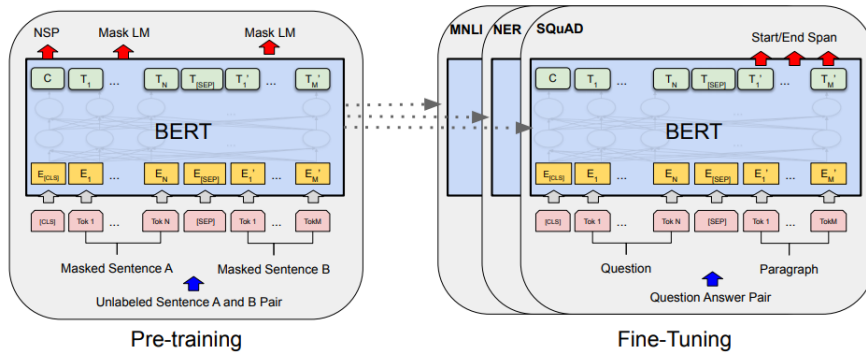 NSP Mask LM Mask LM
C T1 ... TN T[SEP] T1' ... TM'
BERT
E[CLS] E1 ... EN E[SEP] E1' ... EM'
[CLS] Tok 1 ... Tok N [SEP] Tok 1 ... TokM
Masked Sentence A Masked Sentence B
Unlabeled Sentence A and B Pair
Pre-training
MNLI NER SQuAD
Start/End Span
C T1 ... TN T[SEP] T1' ... TM'
BERT
E[CLS] E1 ... EN E[SEP] E1' ... EM'
[CLS] Tok 1 ... Tok N [SEP] Tok 1 ... TokM
Question Paragraph
Question Answer Pair
Fine-Tuning